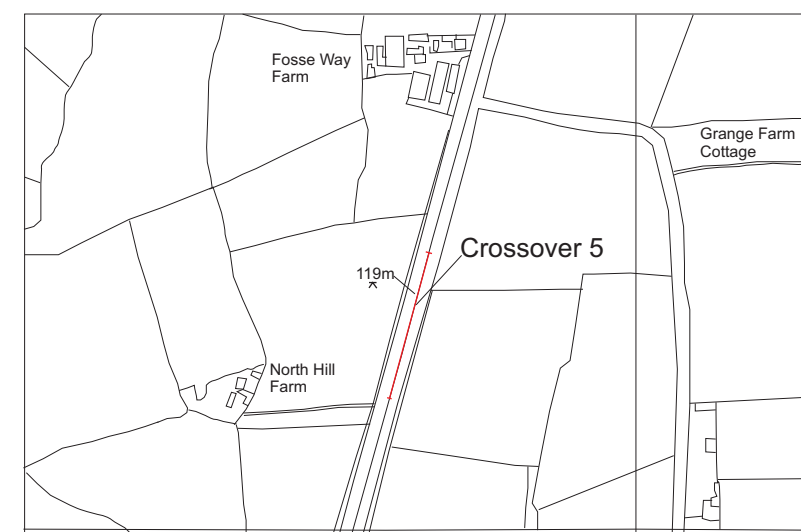 Fosse Way
Farm
Grange Farm
Cottage
Crossover 5
119m
North Hill
Farm